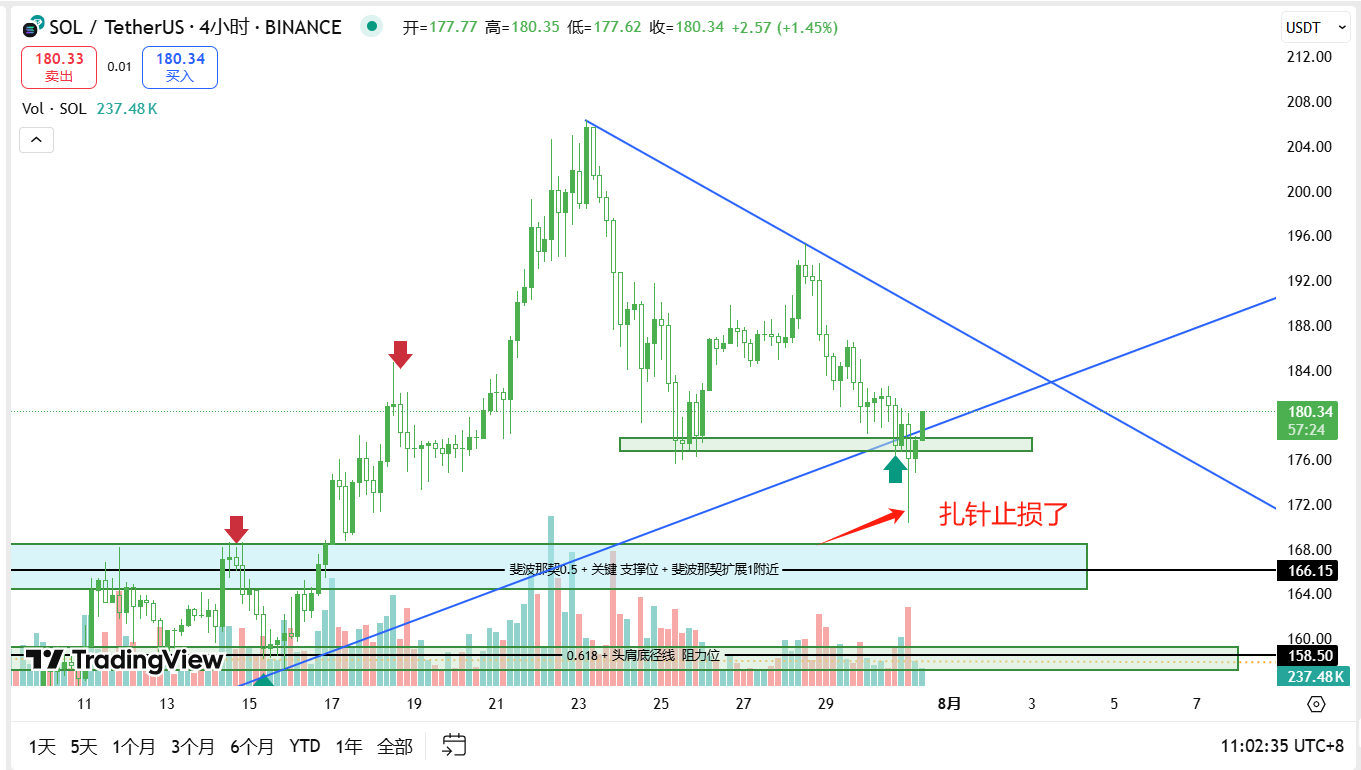 SOL / TetherUS · 4小时 · BINANCE 开=177.77 高=180.35 低=177.62 收=180.34 +2.57 (+1.45%)
USDT
180.33
卖出
0.01
180.34
买入
Vol · SOL 237.48 K
212.00
208.00
204.00
200.00
196.00
192.00
188.00
184.00
180.34
57:24
176.00
172.00
扎针止损了
168.00
斐波那契0.5 + 关键 支撑位 + 斐波那契扩展1附近
166.15
164.00
160.00
0.618 + 头肩底径线 阻力位
158.50
TradingView
237.48 K
11 13 15 17 19 21 23 25 27 29 8月 3 5 7
1天 5天 1个月 3个月 6个月 YTD 1年 全部
11:02:35 UTC+8